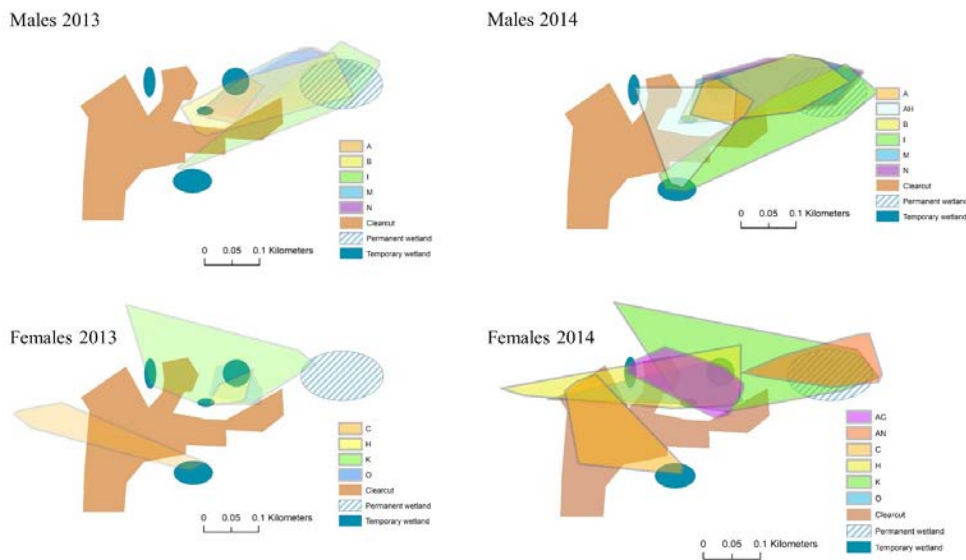 Males 2013
A
B
I
M
N
Clearcut
Permanent wetland
Temporary wetland
0 0.05 0.1 Kilometers
Males 2014
A
AH
B
I
M
N
Clearcut
Permanent wetland
Temporary wetland
0 0.05 0.1 Kilometers
Females 2013
C
H
K
O
Clearcut
Permanent wetland
Temporary wetland
0 0.05 0.1 Kilometers
Females 2014
AG
AN
C
H
K
O
Clearcut
Permanent wetland
Temporary wetland
0 0.05 0.1 Kilometers